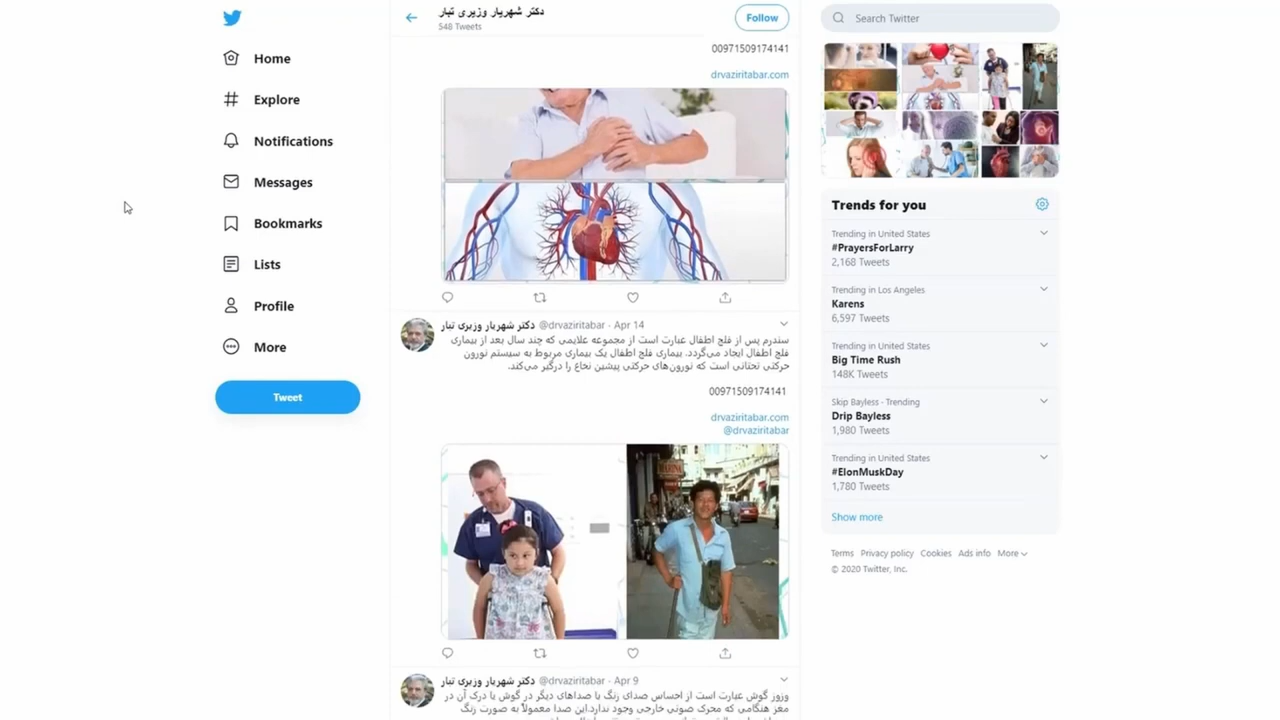 Home
Explore
Notifications
Messages
Bookmarks
Lists
Profile
More
Tweet
دکتر شهریار وزیری تبار
548 Tweets
Follow
00971509174141
drvaziritabar.com
دکتر شهریار وزیری تبار @drvaziritabar · Apr 14
سندرم پس از فلج اطفال عبارت است از مجموعه علایمی که چند سال بعد از بیماری
فلج اطفال ایجاد می‌گردد. بیماری فلج اطفال یک بیماری مربوط به سیستم نورون
حرکتی تحتانی است که نورون‌های حرکتی پیشین نخاع را درگیر می‌کند.
00971509174141
drvaziritabar.com
@drvaziritabar
دکتر شهریار وزیری تبار @drvaziritabar · Apr 9
وزوز گوش عبارت است از احساس صدای زنگ یا صداهای دیگر در گوش یا درک آن در
مغز هنگامی که محرک صوتی خارجی وجود ندارد.این صدا معمولاً به صورت زنگ
Search Twitter
Trends for you
Trending in United States
#PrayersForLarry
2,168 Tweets
Trending in Los Angeles
Karens
6,597 Tweets
Trending in United States
Big Time Rush
148K Tweets
Skip Bayless · Trending
Drip Bayless
1,980 Tweets
Trending in United States
#ElonMuskDay
1,780 Tweets
Show more
Terms Privacy policy Cookies Ads info More
© 2020 Twitter, Inc.